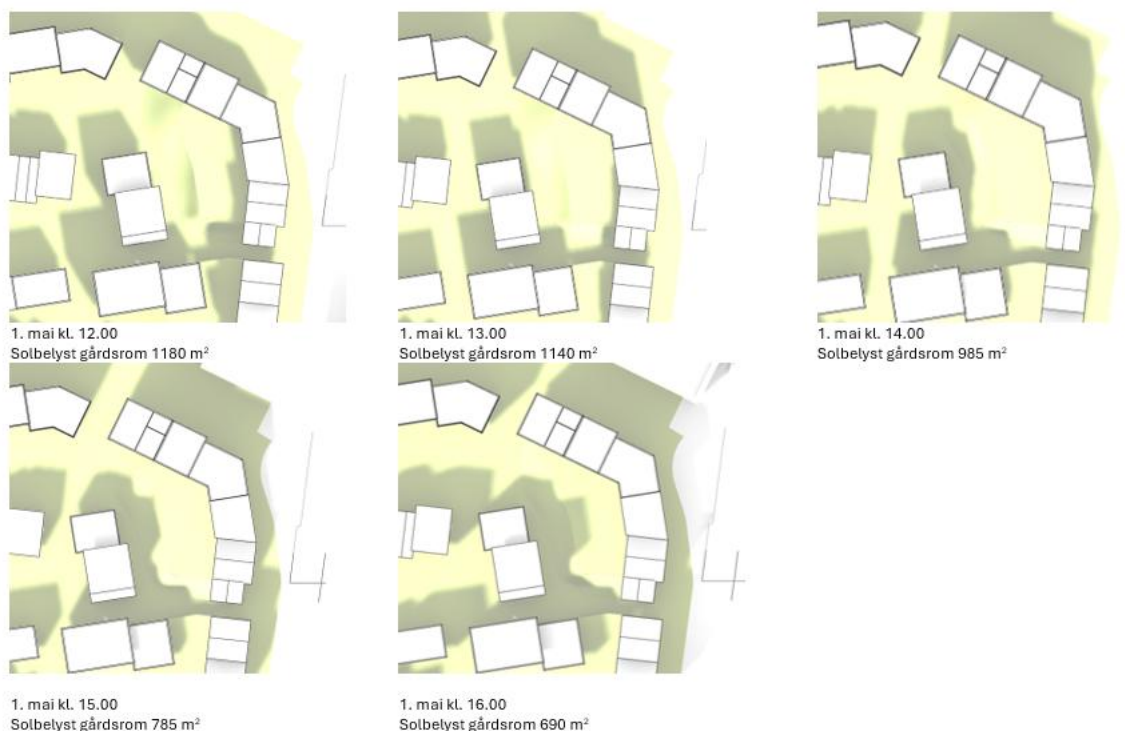 1. mai kl. 12.00
Solbelyst gårdsrom 1180 m²
1. mai kl. 13.00
Solbelyst gårdsrom 1140 m²
1. mai kl. 14.00
Solbelyst gårdsrom 985 m²
1. mai kl. 15.00
Solbelyst gårdsrom 785 m²
1. mai kl. 16.00
Solbelyst gårdsrom 690 m²